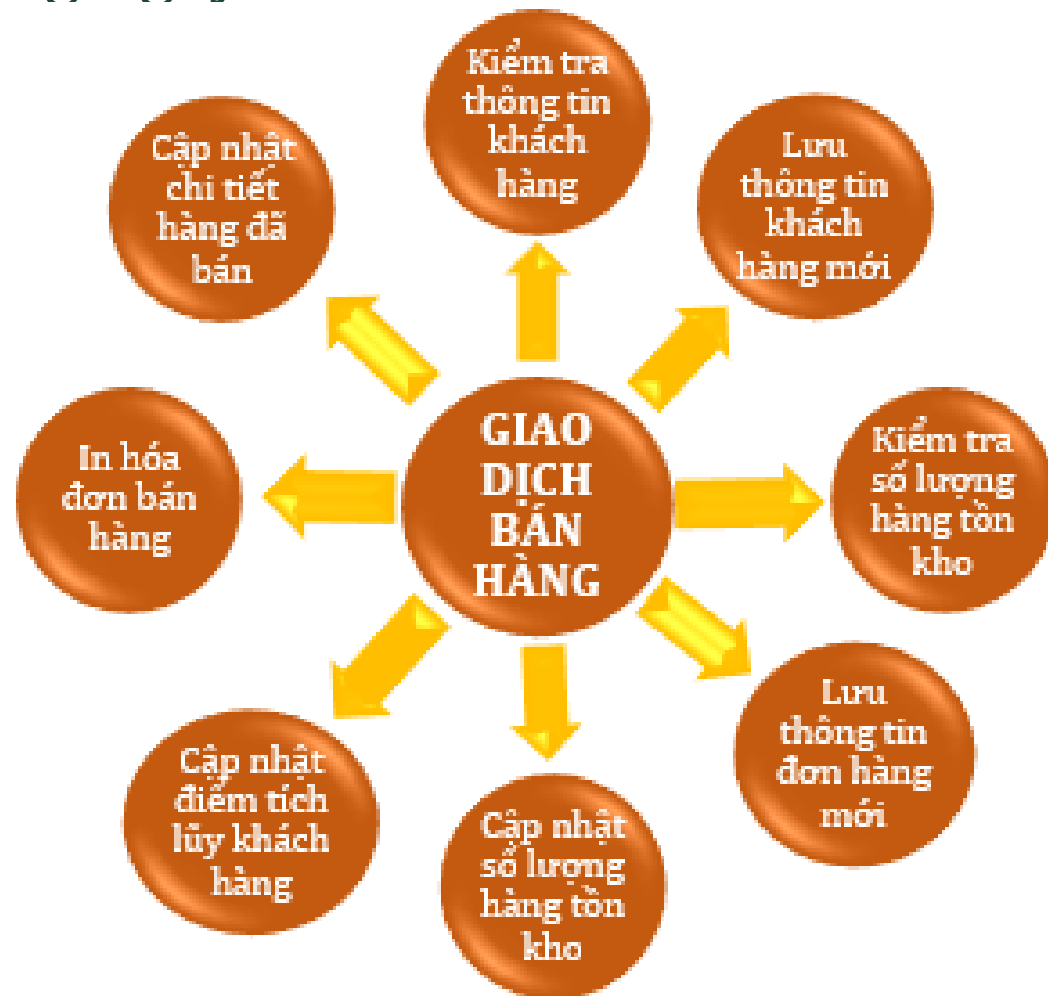 GIAO
DỊCH
BÁN
HÀNG
Kiểm tra
thông tin
khách
hàng
Lưu
thông tin
khách
hàng mới
Kiểm tra
số lượng
hàng tồn
kho
Lưu
thông tin
đơn hàng
mới
Cập nhật
số lượng
hàng tồn
kho
Cập nhật
điểm tích
lũy khách
hàng
In hóa
đơn bán
hàng
Cập nhật
chi tiết
hàng đã
bán